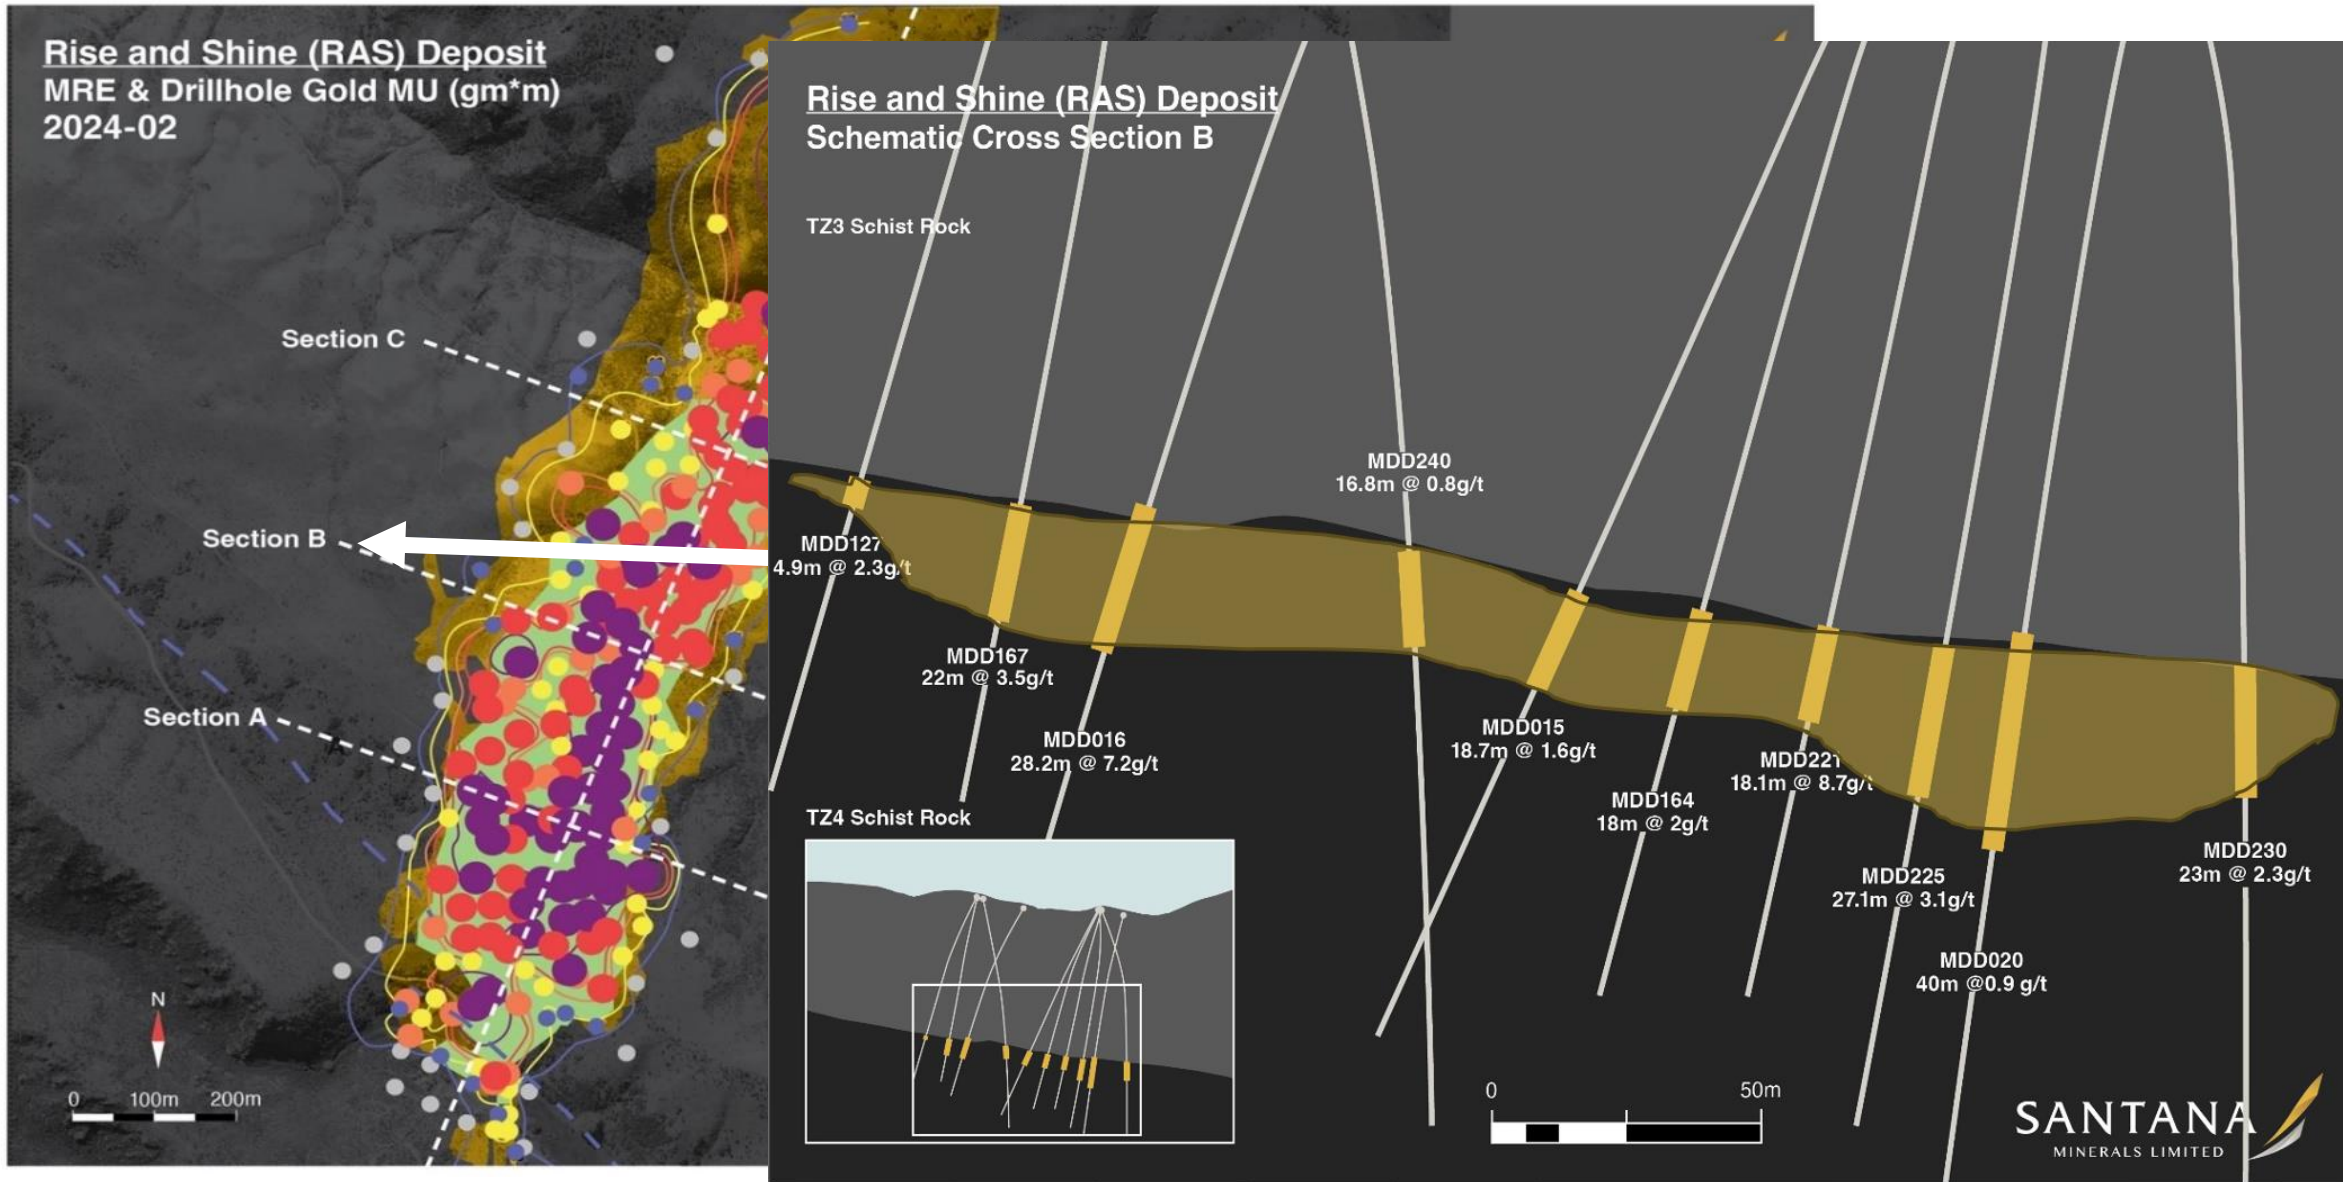 Rise and Shine (RAS) Deposit
MRE & Drillhole Gold MU (gm*m)
2024-02
Section C
Section B
Section A
A
N
0 100m 200m
Rise and Shine (RAS) Deposit
Schematic Cross Section B
TZ3 Schist Rock
MDD240
16.8m @ 0.8g/t
MDD127
4.9m @ 2.3g/t
MDD167
22m @ 3.5g/t
MDD016
28.2m @ 7.2g/t
MDD015
18.7m @ 1.6g/t
MDD164
18m @ 2g/t
MDD221
18.1m @ 8.7g/t
MDD225
27.1m @ 3.1g/t
MDD020
40m @0.9 g/t
MDD230
23m @ 2.3g/t
TZ4 Schist Rock
0 50m
SANTANA
MINERALS LIMITED